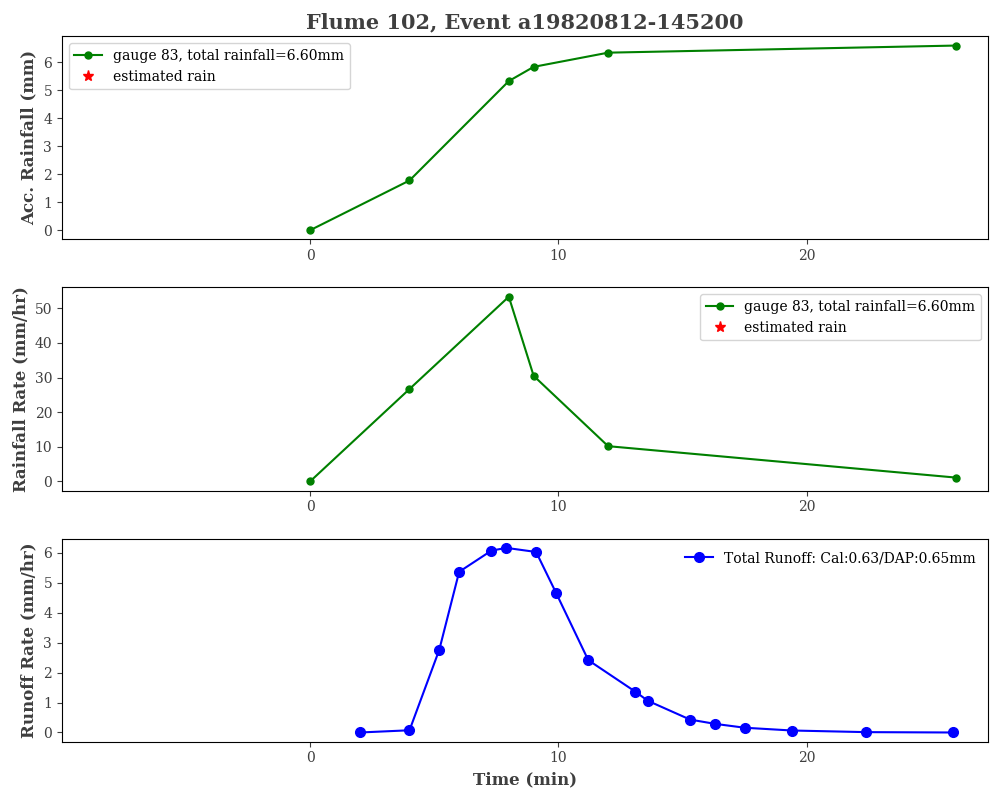 Flume 102, Event a19820812-145200
Acc. Rainfall (mm)
6
5
4
3
2
1
0
gauge 83, total rainfall=6.60mm
estimated rain
0 10 20
Rainfall Rate (mm/hr)
50
40
30
20
10
0
gauge 83, total rainfall=6.60mm
estimated rain
0 10 20
Runoff Rate (mm/hr)
6
5
4
3
2
1
0
Total Runoff: Cal:0.63/DAP:0.65mm
0 10 20
Time (min)